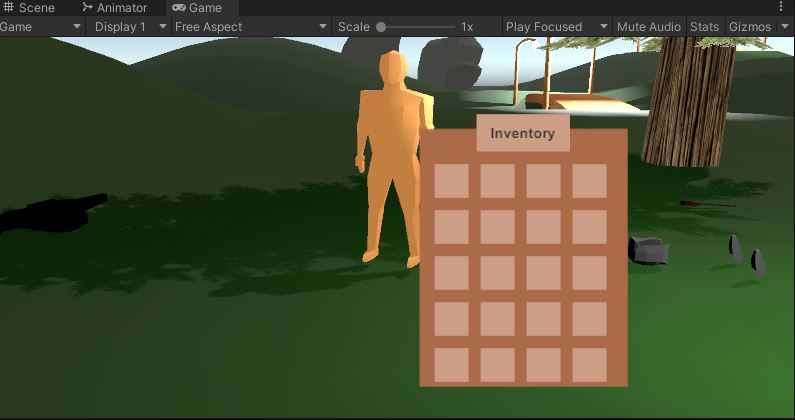 Scene Animator Game
Game Display 1 Free Aspect Scale 1x Play Focused Mute Audio Stats Gizmos
Inventory